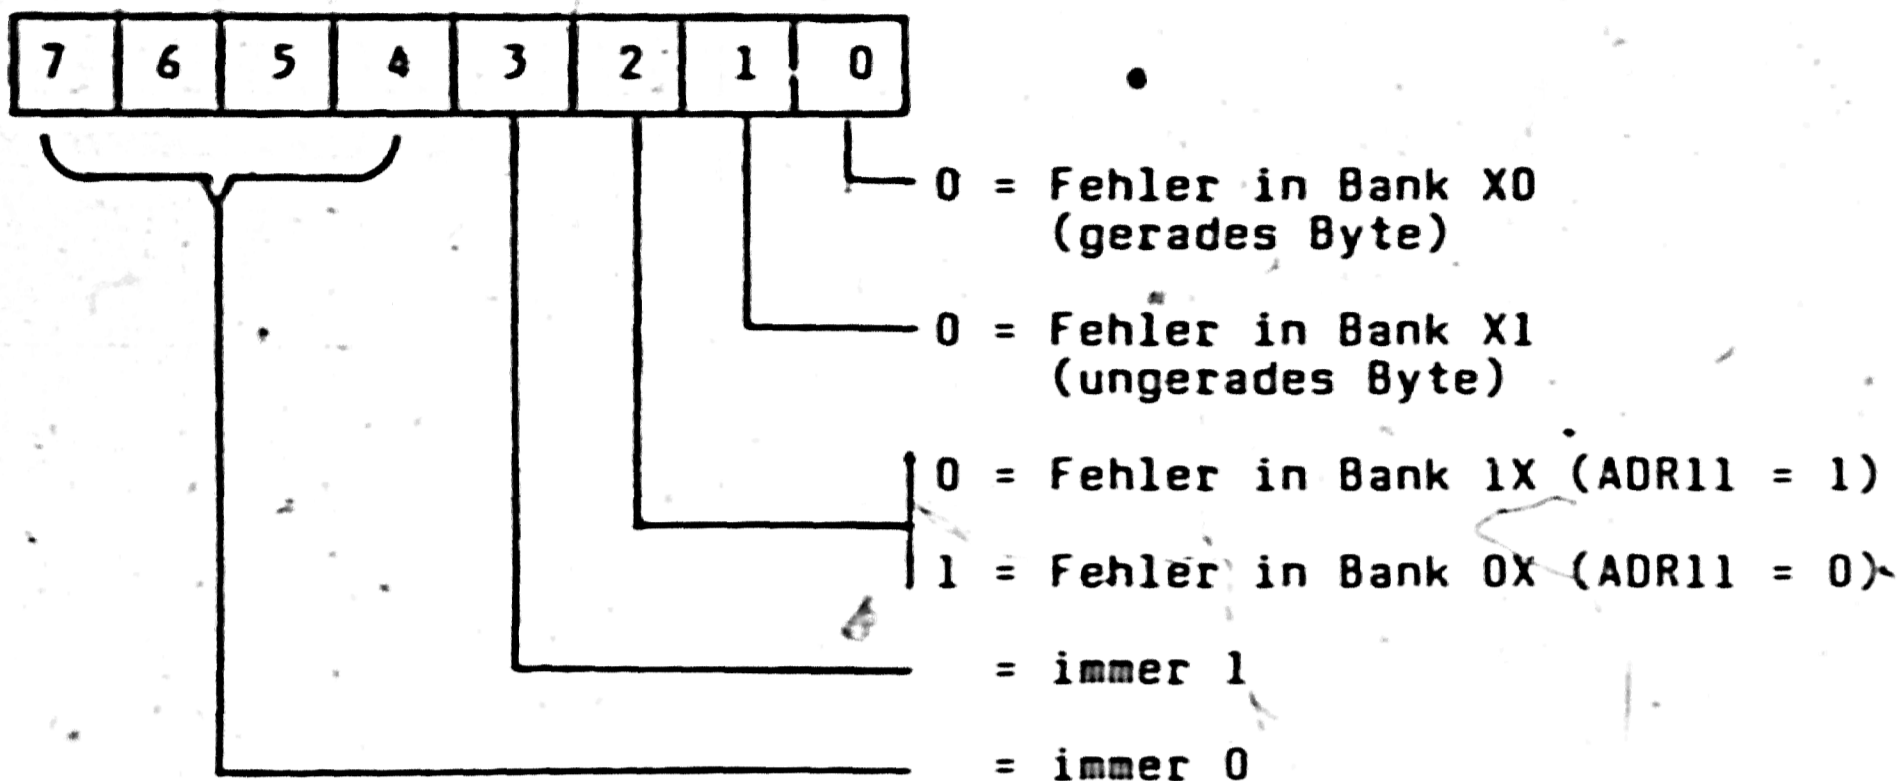 7 6 5 4 3 2 1 0
0 = Fehler in Bank X0
(gerades Byte)
0 = Fehler in Bank X1
(ungerades Byte)
0 = Fehler in Bank 1X (ADR11 = 1)
1 = Fehler in Bank 0X (ADR11 = 0)
= immer 1
= immer 0